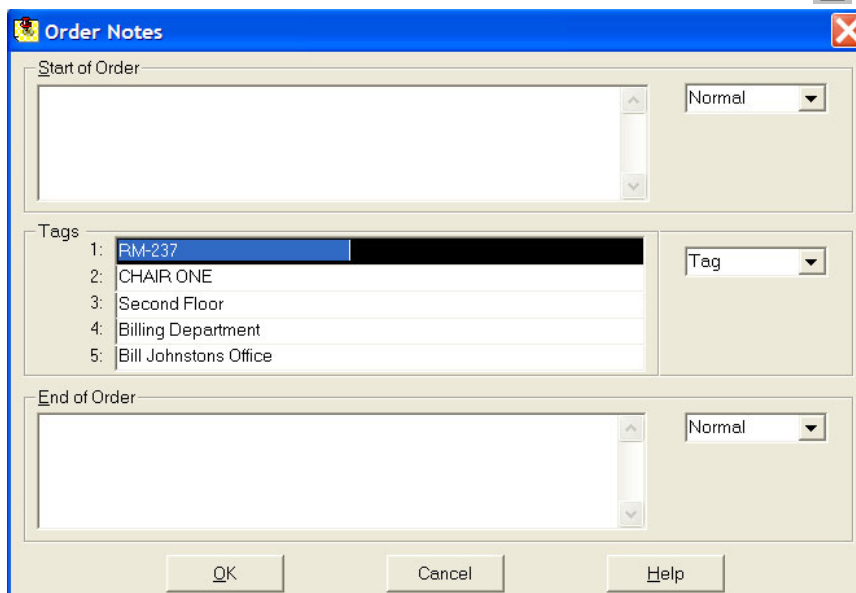 Order Notes
Start of Order
Normal
Tags
1: RM-237
Tag
2: CHAIR ONE
3: Second Floor
4: Billing Department
5: Bill Johnstons Office
End of Order
Normal
OK Cancel Help